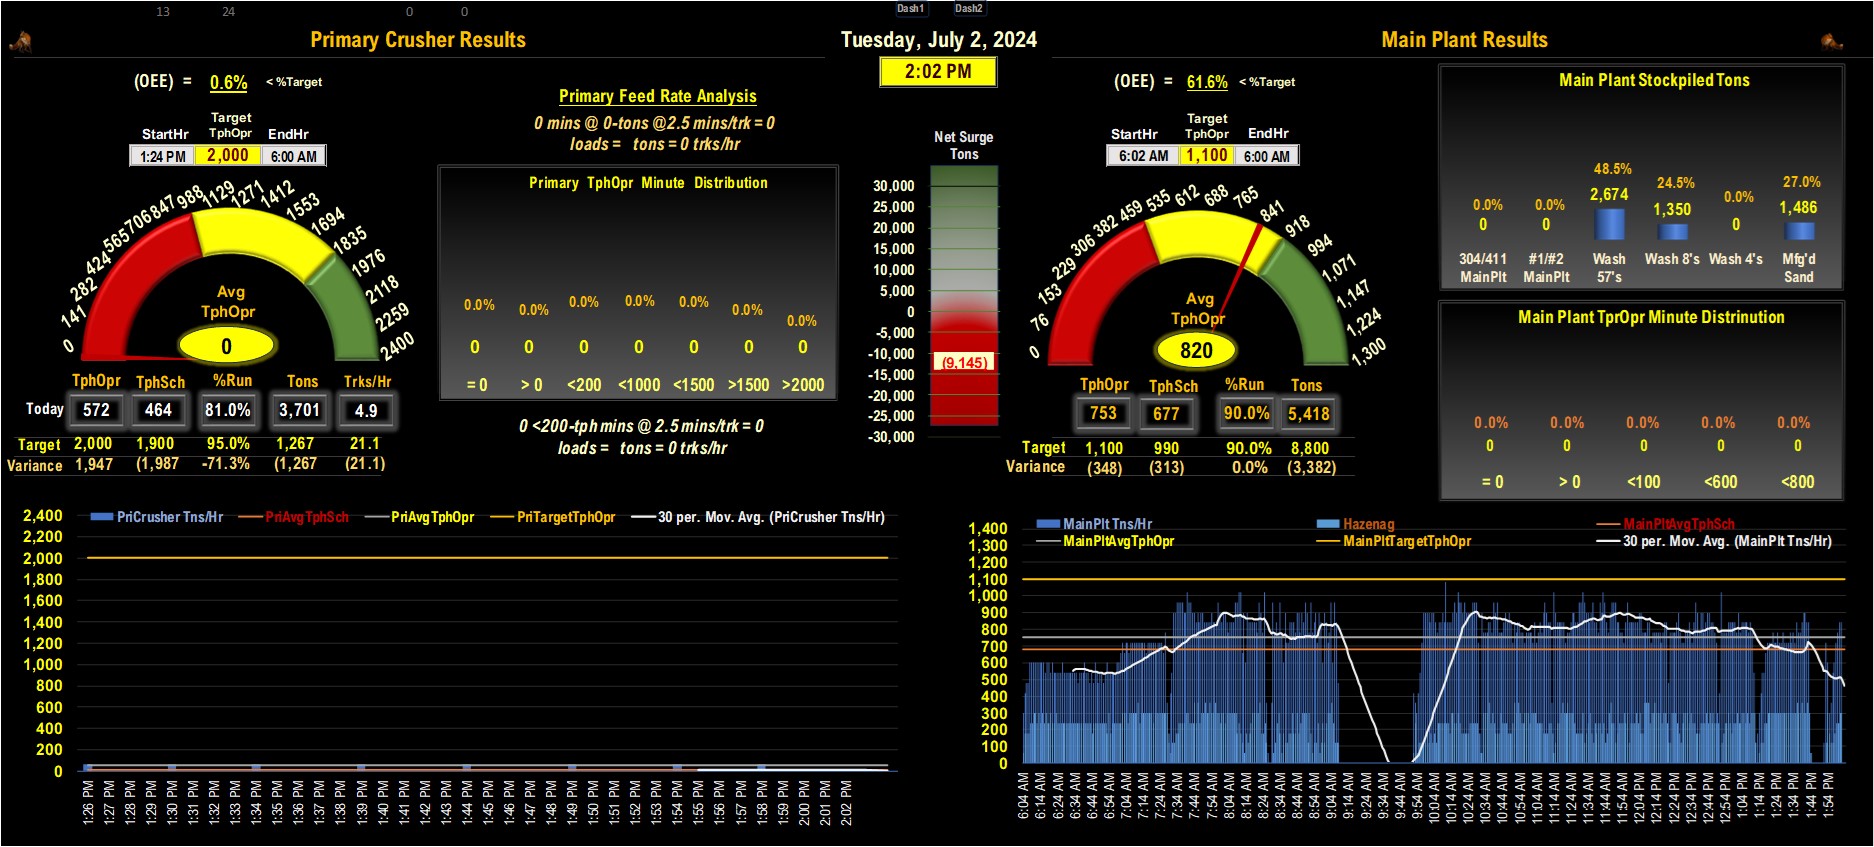 13 24 0 0 Dash1 Dash2
Primary Crusher Results
Tuesday, July 2, 2024
Main Plant Results
2:02 PM
(OEE) = 0.6% < %Target
Target
StartHr TphOpr EndHr
1:24 PM 2,000 6:00 AM
0 141 282 424 565 706 847 988 1129 1271 1412 1553 1694 1835 1976 2118 2259 2400
Avg
TphOpr
0
TphOpr TphSch %Run Tons Trks/Hr
Today 572 464 81.0% 3,701 4.9
Target 2,000 1,900 95.0% 1,267 21.1
Variance 1,947 (1,987 -71.3% (1,267 (21.1)
Primary Feed Rate Analysis
0 mins @ 0-tons @2.5 mins/trk = 0
loads = tons = 0 trks/hr
Primary TphOpr Minute Distribution
0.0% 0.0% 0.0% 0.0% 0.0% 0.0% 0.0%
0 0 0 0 0 0 0
= 0 > 0 <200 <1000 <1500 >1500 >2000
0 <200-tph mins @ 2.5 mins/trk = 0
loads = tons = 0 trks/hr
Net Surge
Tons
30,000
25,000
20,000
15,000
10,000
5,000
0
-5,000
-10,000
(9,145)
-15,000
-20,000
-25,000
-30,000
(OEE) = 61.6% < %Target
Target
StartHr TphOpr EndHr
6:02 AM 1,100 6:00 AM
0 76 153 229 306 382 459 535 612 688 765 841 918 994 1,071 1,147 1,224 1,300
Avg
TphOpr
820
TphOpr TphSch %Run Tons
753 677 90.0% 5,418
Target 1,100 990 90.0% 8,800
Variance (348) (313) 0.0% (3,382)
Main Plant Stockpiled Tons
0.0% 0.0% 48.5% 24.5% 0.0% 27.0%
0 0 2,674 1,350 0 1,486
304/411 #1/#2 Wash Wash 8's Wash 4's Mfg'd
MainPlt MainPlt 57's Sand
Main Plant TprOpr Minute Distrinution
0.0% 0.0% 0.0% 0.0% 0.0%
0 0 0 0 0
= 0 > 0 <100 <600 <800
PriCrusher Tns/Hr PriAvgTphSch PriAvgTphOpr PriTargetTphOpr 30 per. Mov. Avg. (PriCrusher Tns/Hr)
2,400
2,200
2,000
1,800
1,600
1,400
1,200
1,000
800
600
400
200
0
1:26 PM 1:27 PM 1:28 PM 1:29 PM 1:30 PM 1:32 PM 1:33 PM 1:34 PM 1:36 PM 1:37 PM 1:38 PM 1:39 PM 1:40 PM 1:40 PM 1:41 PM 1:42 PM 1:43 PM 1:44 PM 1:45 PM 1:46 PM 1:48 PM 1:49 PM 1:50 PM 1:52 PM 1:53 PM 1:54 PM 1:55 PM 1:56 PM 1:57 PM 1:58 PM 1:59 PM 2:00 PM 2:01 PM 2:02 PM
MainPlt Tns/Hr Hazenag MainPltAvgTphSch
MainPltAvgTphOpr MainPltTargetTphOpr 30 per. Mov. Avg. (MainPlt Tns/Hr)
1,400
1,300
1,200
1,100
1,000
900
800
700
600
500
400
300
200
100
0
6:04 AM 6:14 AM 6:24 AM 6:34 AM 6:44 AM 6:54 AM 7:04 AM 7:14 AM 7:24 AM 7:34 AM 7:44 AM 7:54 AM 8:04 AM 8:14 AM 8:24 AM 8:34 AM 8:44 AM 8:54 AM 9:04 AM 9:14 AM 9:24 AM 9:34 AM 9:44 AM 9:54 AM 10:04 AM 10:14 AM 10:24 AM 10:34 AM 10:44 AM 10:54 AM 11:04 AM 11:14 AM 11:24 AM 11:34 AM 11:44 AM 11:54 AM 12:04 PM 12:14 PM 12:24 PM 12:34 PM 12:44 PM 12:54 PM 1:04 PM 1:14 PM 1:24 PM 1:34 PM 1:44 PM 1:54 PM